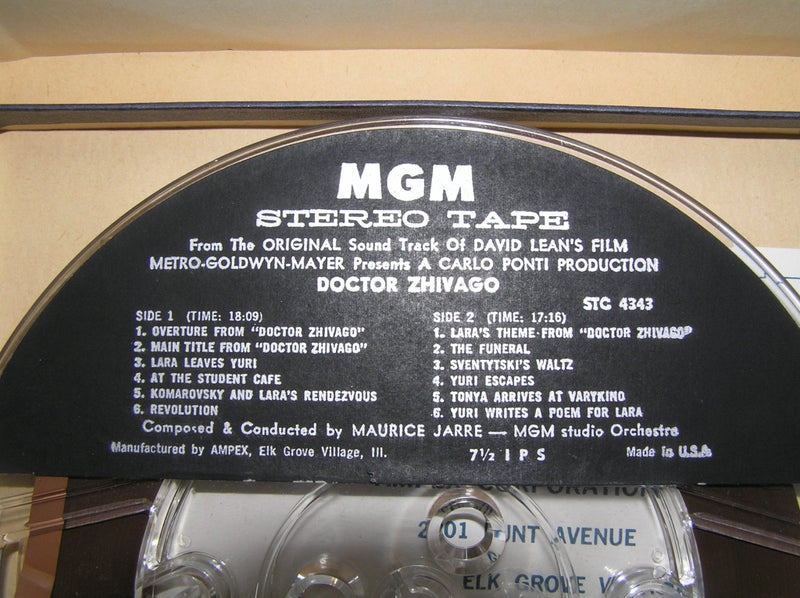 MGM
STEREO TAPE
From The ORIGINAL Sound Track Of DAVID LEAN'S FILM
METRO-GOLDWYN-MAYER Presents A CARLO PONTI PRODUCTION
DOCTOR ZHIVAGO
STC 4343
SIDE 1 (TIME: 18:09)
1. OVERTURE FROM "DOCTOR ZHIVAGO"
2. MAIN TITLE FROM "DOCTOR ZHIVAGO"
3. LARA LEAVES YURI
4. AT THE STUDENT CAFE
5. KOMAROVSKY AND LARA'S RENDEZVOUS
6. REVOLUTION
SIDE 2 (TIME: 17:16)
1. LARA'S THEME-FROM "DOCTOR ZHIVAGO"
2. THE FUNERAL
3. SVENTYTSKI'S WALTZ
4. YURI ESCAPES
5. TONYA ARRIVES AT VARYKINO
6. YURI WRITES A POEM FOR LARA
Composed & Conducted by MAURICE JARRE — MGM studio Orchestra
Manufactured by AMPEX, Elk Grove Village, Ill.
7½ I P S
Made in U.S.A.
CORPORATION
AVENUE
ELK GROVE